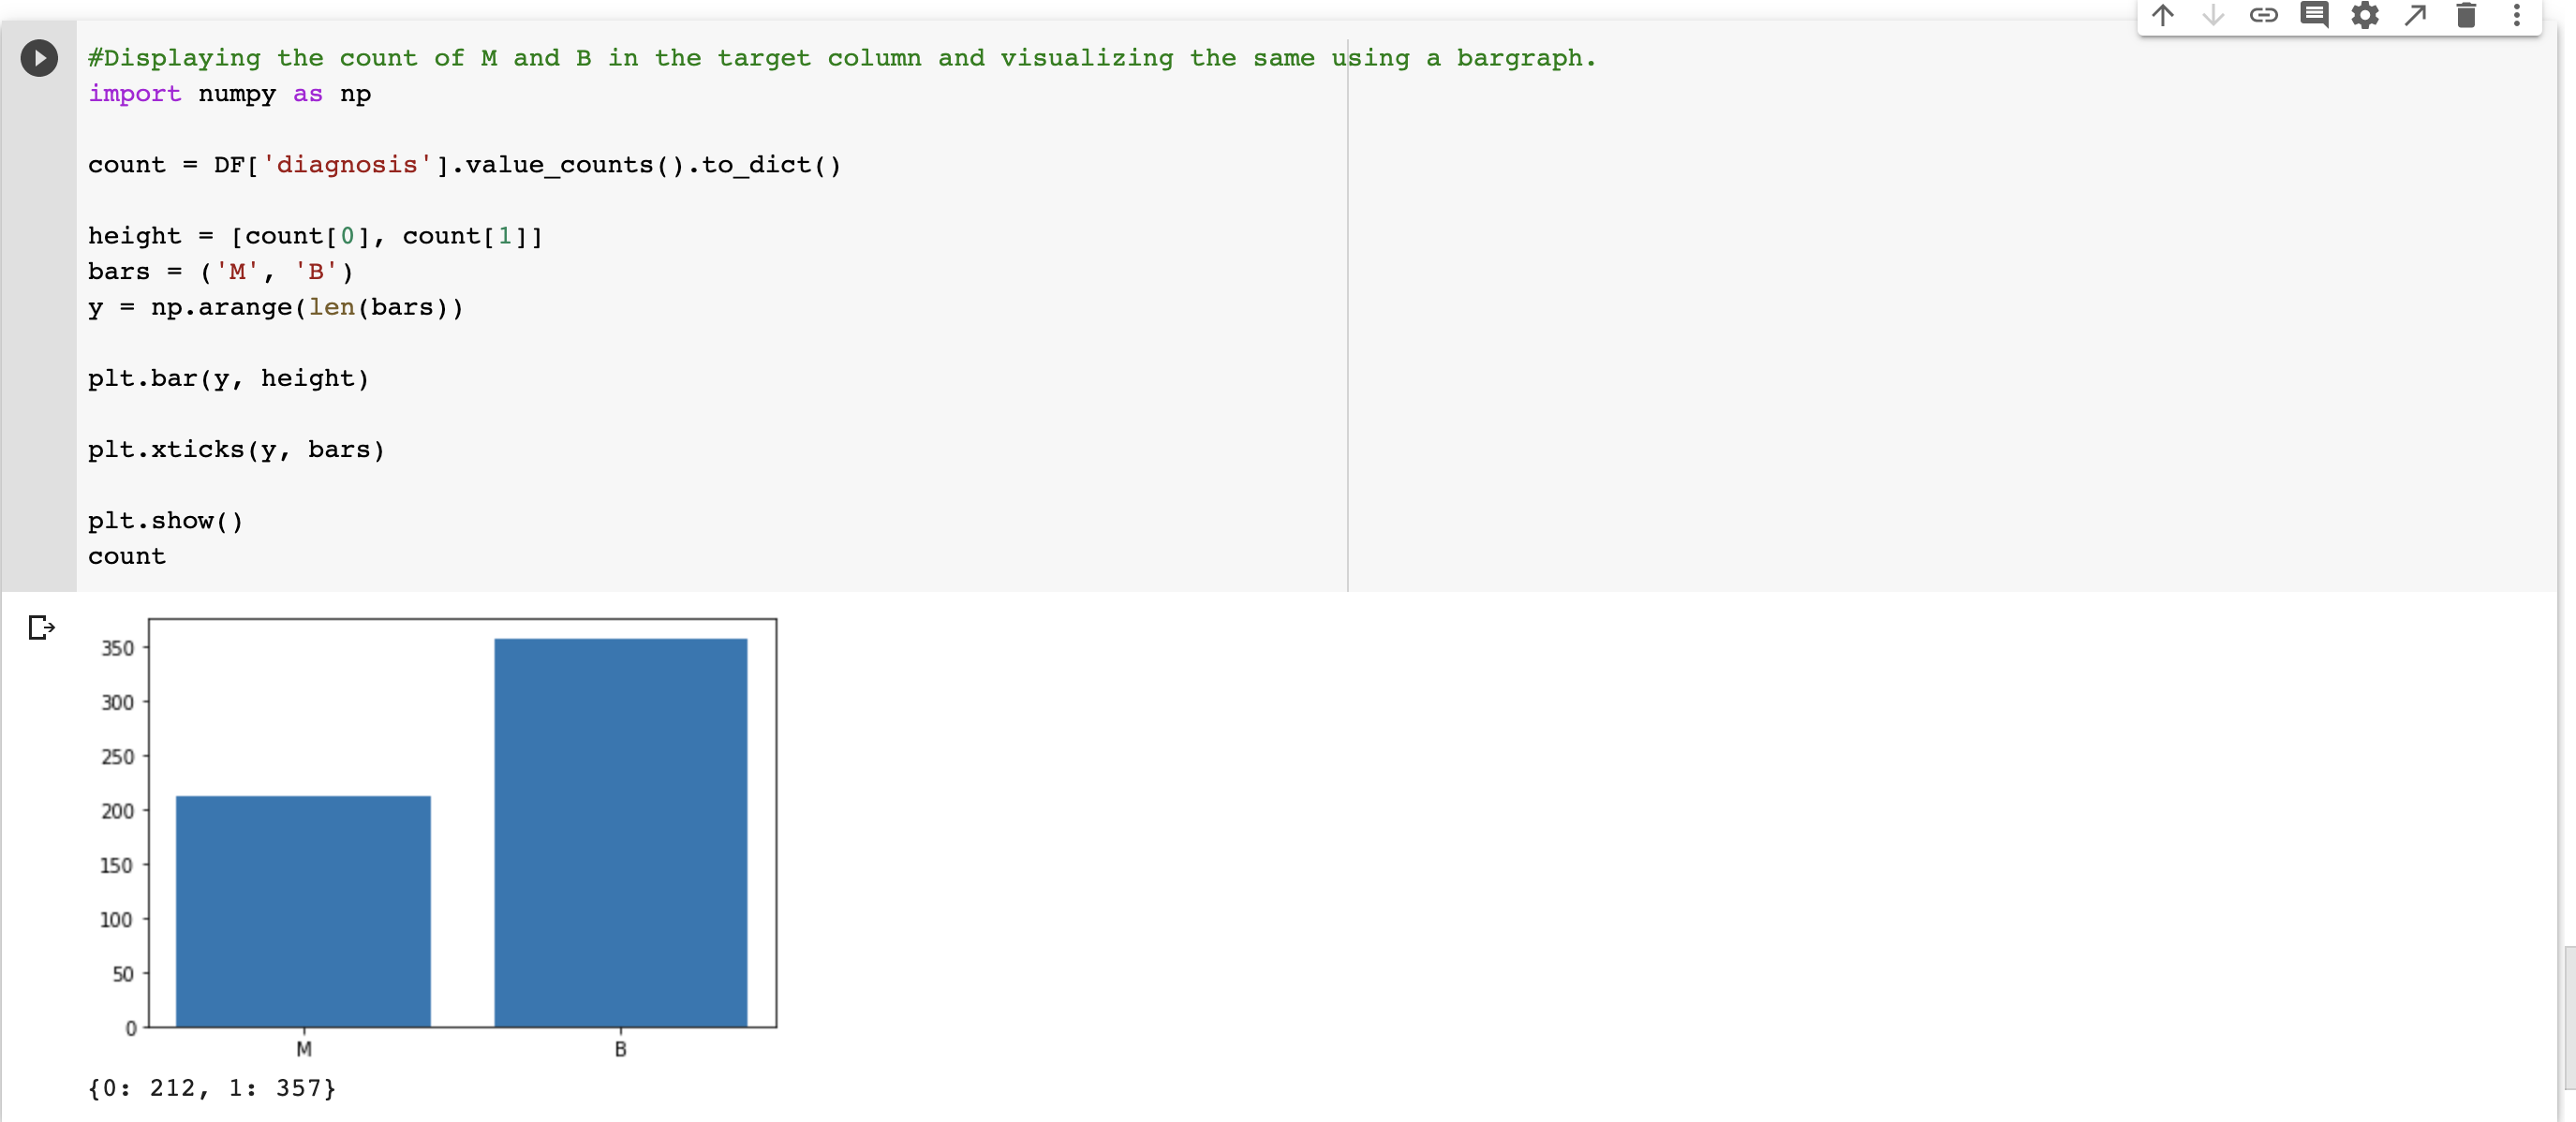 #Displaying the count of M and B in the target column and visualizing the same using a bargraph.
import numpy as np
count = DF['diagnosis'].value_counts().to_dict()
height = [count[0], count[1]]
bars = ('M', 'B')
y = np.arange(len(bars))
plt.bar(y, height)
plt.xticks(y, bars)
plt.show()
count
350
300
250
200
150
100
50
0
M B
{0: 212, 1: 357}